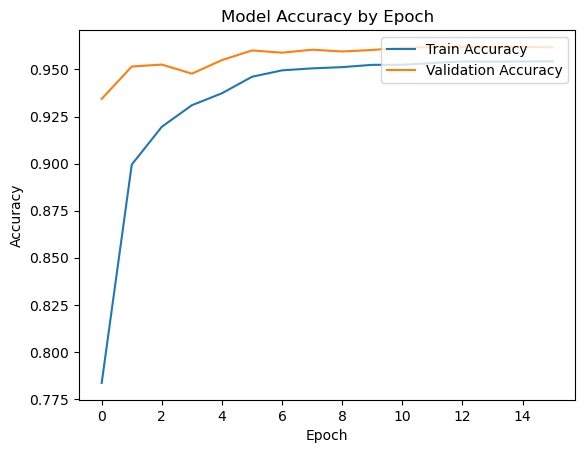 Model Accuracy by Epoch
Train Accuracy
Validation Accuracy
0.950
0.925
0.900
0.875
0.850
0.825
0.800
0.775
Accuracy
0 2 4 6 8 10 12 14
Epoch